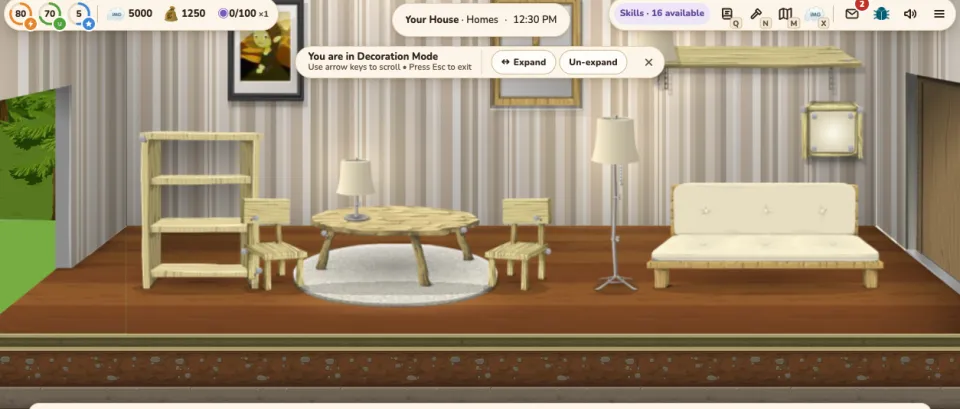 80
70
5
5000
1250
0/100 ×1
Your House · Homes · 12:30 PM
Skills · 16 available
Q
N
M
X
2
You are in Decoration Mode
Use arrow keys to scroll • Press Esc to exit
Expand
Un-expand